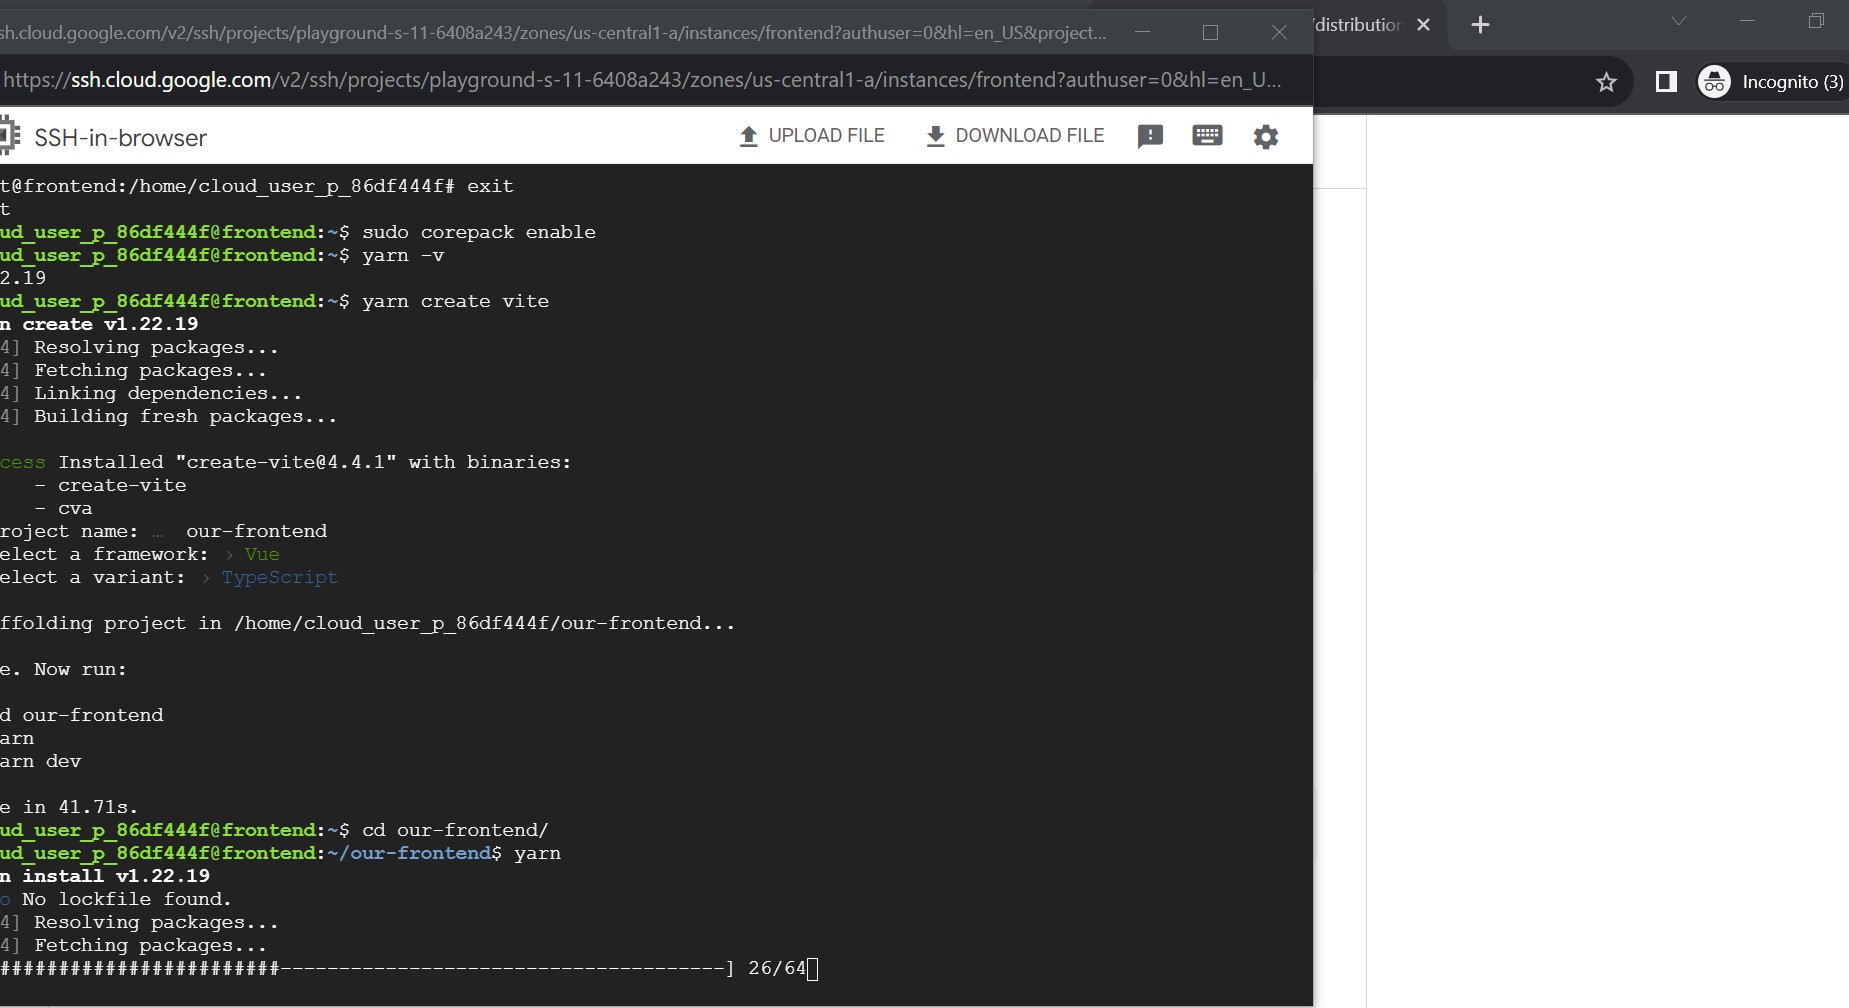 sh.cloud.google.com/v2/ssh/projects/playground-s-11-6408a243/zones/us-central1-a/instances/frontend?authuser=0&hl=en_US&project...
/distribution
https://ssh.cloud.google.com/v2/ssh/projects/playground-s-11-6408a243/zones/us-central1-a/instances/frontend?authuser=0&hl=en_U...
Incognito (3)
SSH-in-browser
UPLOAD FILE
DOWNLOAD FILE
t@frontend:/home/cloud_user_p_86df444f# exit
t
ud_user_p_86df444f@frontend:~$ sudo corepack enable
ud_user_p_86df444f@frontend:~$ yarn -v
2.19
ud_user_p_86df444f@frontend:~$ yarn create vite
n create v1.22.19
4] Resolving packages...
4] Fetching packages...
4] Linking dependencies...
4] Building fresh packages...
cess Installed "create-vite@4.4.1" with binaries:
- create-vite
- cva
roject name: … our-frontend
elect a framework: › Vue
elect a variant: › TypeScript
ffolding project in /home/cloud_user_p_86df444f/our-frontend...
e. Now run:
d our-frontend
arn
arn dev
e in 41.71s.
ud_user_p_86df444f@frontend:~$ cd our-frontend/
ud_user_p_86df444f@frontend:~/our-frontend$ yarn
n install v1.22.19
o No lockfile found.
4] Resolving packages...
4] Fetching packages...
########################--------------------------------------] 26/64